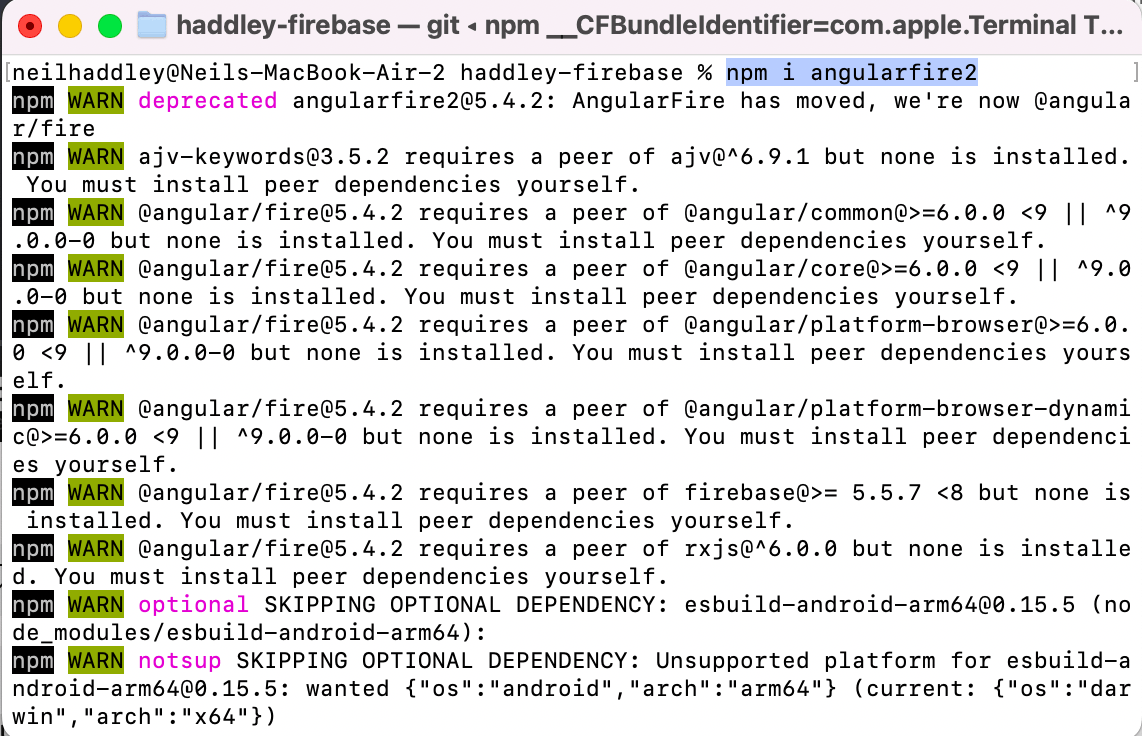 haddley-firebase — git ◂ npm __CFBundleIdentifier=com.apple.Terminal T...
[neilhaddley@Neils-MacBook-Air-2 haddley-firebase % npm i angularfire2 ]
npm WARN deprecated angularfire2@5.4.2: AngularFire has moved, we're now @angula
r/fire
npm WARN ajv-keywords@3.5.2 requires a peer of ajv@^6.9.1 but none is installed.
 You must install peer dependencies yourself.
npm WARN @angular/fire@5.4.2 requires a peer of @angular/common@>=6.0.0 <9 || ^9
.0.0-0 but none is installed. You must install peer dependencies yourself.
npm WARN @angular/fire@5.4.2 requires a peer of @angular/core@>=6.0.0 <9 || ^9.0
.0-0 but none is installed. You must install peer dependencies yourself.
npm WARN @angular/fire@5.4.2 requires a peer of @angular/platform-browser@>=6.0.
0 <9 || ^9.0.0-0 but none is installed. You must install peer dependencies yours
elf.
npm WARN @angular/fire@5.4.2 requires a peer of @angular/platform-browser-dynami
c@>=6.0.0 <9 || ^9.0.0-0 but none is installed. You must install peer dependenci
es yourself.
npm WARN @angular/fire@5.4.2 requires a peer of firebase@>= 5.5.7 <8 but none is
 installed. You must install peer dependencies yourself.
npm WARN @angular/fire@5.4.2 requires a peer of rxjs@^6.0.0 but none is installe
d. You must install peer dependencies yourself.
npm WARN optional SKIPPING OPTIONAL DEPENDENCY: esbuild-android-arm64@0.15.5 (no
de_modules/esbuild-android-arm64):
npm WARN notsup SKIPPING OPTIONAL DEPENDENCY: Unsupported platform for esbuild-a
ndroid-arm64@0.15.5: wanted {"os":"android","arch":"arm64"} (current: {"os":"dar
win","arch":"x64"})